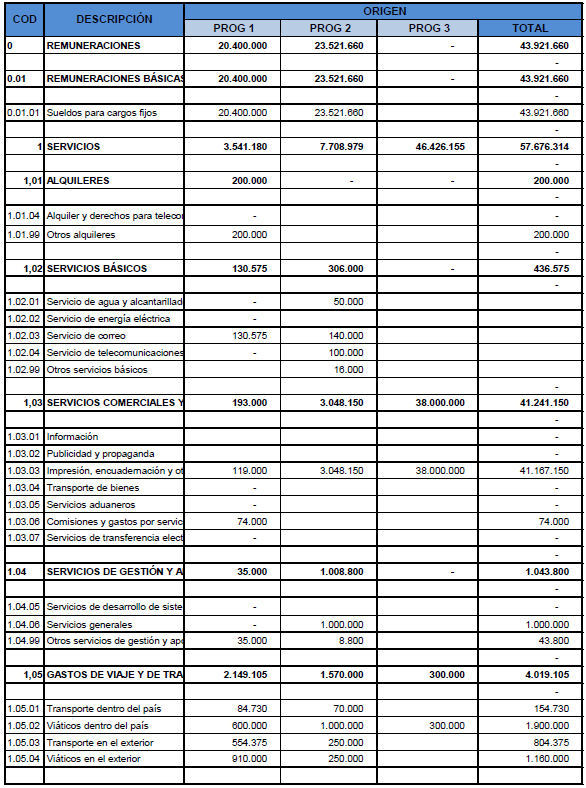 COD DESCRIPCIÓN ORIGEN
PROG 1 PROG 2 PROG 3 TOTAL
0 REMUNERACIONES 20.400.000 23.521.660 - 43.921.660
-
0.01 REMUNERACIONES BÁSICAS 20.400.000 23.521.660 - 43.921.660
-
0.01.01 Sueldos para cargos fijos 20.400.000 23.521.660 43.921.660
-
1 SERVICIOS 3.541.180 7.708.979 46.426.155 57.676.314
-
1,01 ALQUILERES 200.000 - - 200.000
-
1.01.04 Alquiler y derechos para telecor - -
1.01.99 Otros alquileres 200.000 200.000
-
1,02 SERVICIOS BÁSICOS 130.575 306.000 - 436.575
-
1.02.01 Servicio de agua y alcantarillad - 50.000
1.02.02 Servicio de energía eléctrica -
1.02.03 Servicio de correo 130.575 140.000
1.02.04 Servicio de telecomunicaciones - 100.000
1.02.99 Otros servicios básicos 16.000
-
1,03 SERVICIOS COMERCIALES Y 193.000 3.048.150 38.000.000 41.241.150
-
1.03.01 Información -
1.03.02 Publicidad y propaganda -
1.03.03 Impresión, encuadernación y ot 119.000 3.048.150 38.000.000 41.167.150
1.03.04 Transporte de bienes - -
1.03.05 Servicios aduaneros - -
1.03.06 Comisiones y gastos por servic 74.000 74.000
1.03.07 Servicios de transferencia elect - -
-
1.04 SERVICIOS DE GESTIÓN Y A 35.000 1.008.800 - 1.043.800
-
1.04.05 Servicios de desarrollo de siste - -
1.04.06 Servicios generales - 1.000.000 1.000.000
1.04.99 Otros servicios de gestión y apo 35.000 8.800 43.800
-
1,05 GASTOS DE VIAJE Y DE TRA 2.149.105 1.570.000 300.000 4.019.105
-
1.05.01 Transporte dentro del país 84.730 70.000 154.730
1.05.02 Viáticos dentro del país 600.000 1.000.000 300.000 1.900.000
1.05.03 Transporte en el exterior 554.375 250.000 804.375
1.05.04 Viáticos en el exterior 910.000 250.000 1.160.000